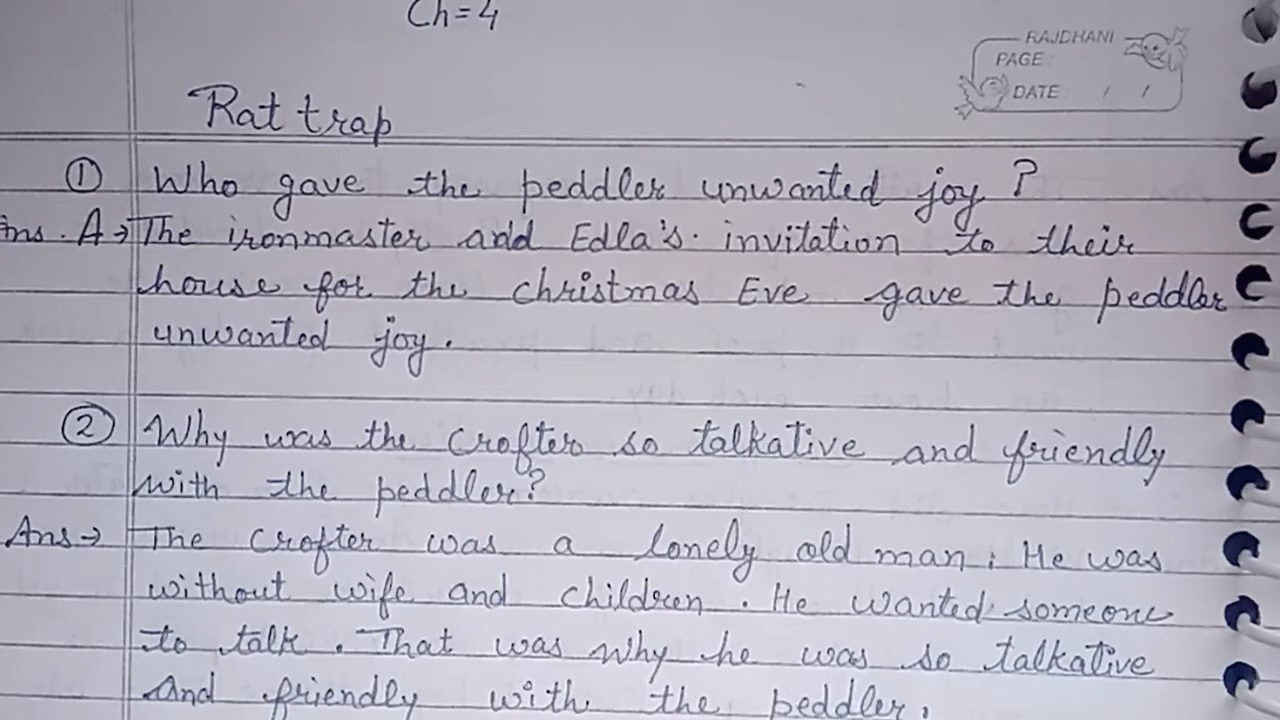 Ch = 4
RAJDHANI
PAGE :
DATE / /
Rat trap
① Who gave the peddler unwanted joy ?
Ans. A → The ironmaster and Edla's invitation to their
house for the christmas Eve gave the peddler
unwanted joy.
② Why was the crofter so talkative and friendly
with the peddler?
Ans → The crofter was a lonely old man. He was
without wife and children. He wanted someone
to talk. That was why he was so talkative
and friendly with the peddler.